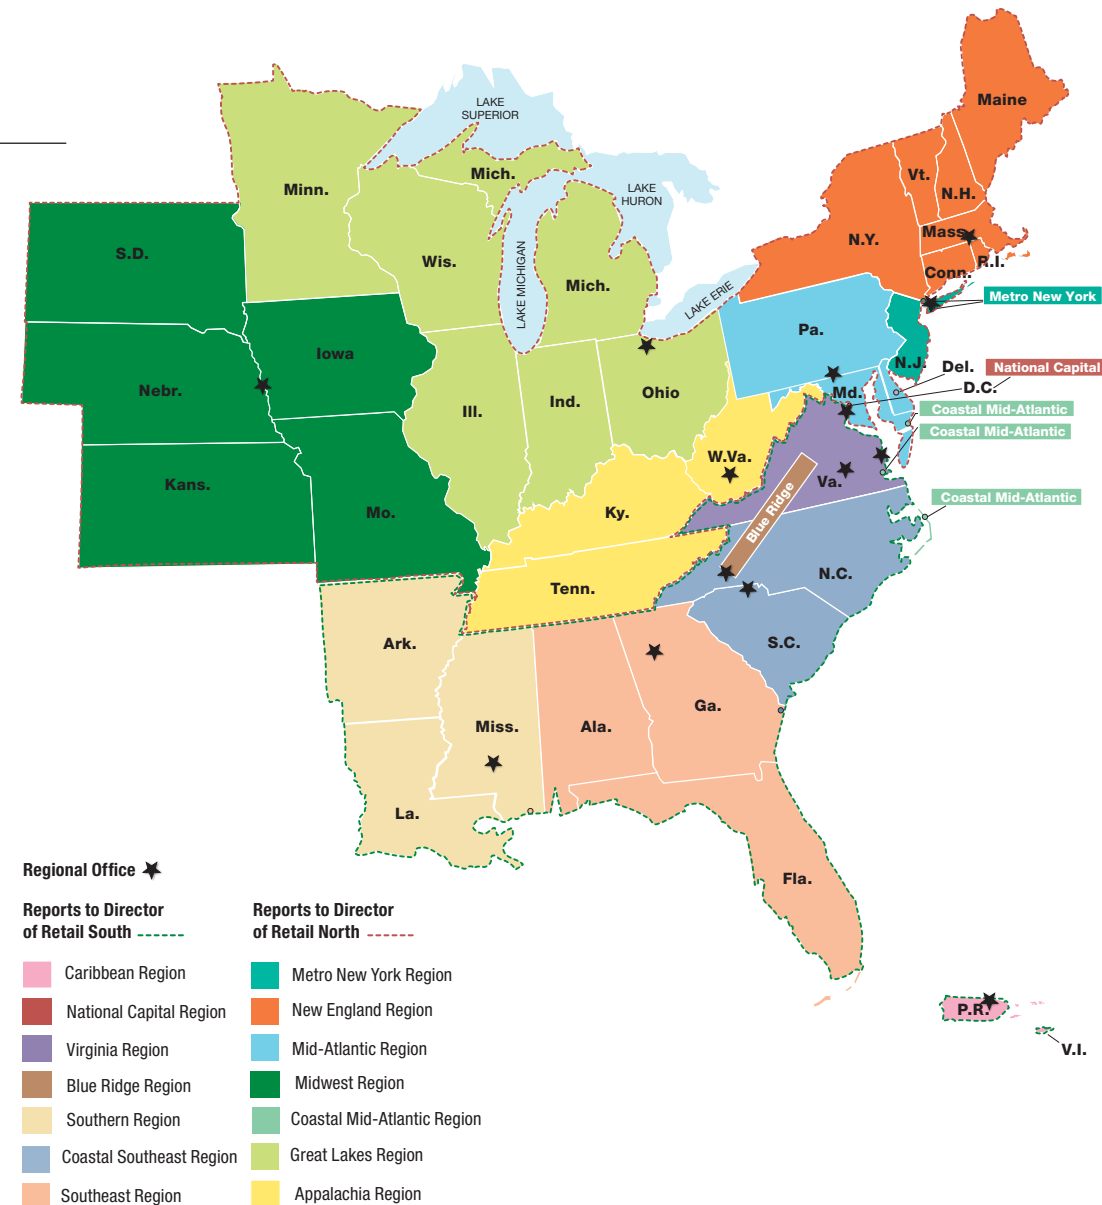 Maine
LAKE
SUPERIOR
Mich.
Vt.
Minn.
N.H.
LAKE
HURON
Mass.
N.Y.
S.D.
Wis.
R.I.
Conn.
Mich.
LAKE MICHIGAN
LAKE ERIE
Metro New York
Pa.
Iowa
N.J.
Del.
National Capital
Nebr.
Ohio
Md.
D.C.
Ind.
Ill.
Coastal Mid-Atlantic
Coastal Mid-Atlantic
W.Va.
Kans.
Va.
Coastal Mid-Atlantic
Mo.
Ky.
Blue Ridge
N.C.
Tenn.
Ark.
S.C.
Ga.
Miss.
Ala.
La.
Fla.
P.R.
V.I.
Regional Office
Reports to Director
of Retail South
Caribbean Region
National Capital Region
Virginia Region
Blue Ridge Region
Southern Region
Coastal Southeast Region
Southeast Region
Reports to Director
of Retail North
Metro New York Region
New England Region
Mid-Atlantic Region
Midwest Region
Coastal Mid-Atlantic Region
Great Lakes Region
Appalachia Region